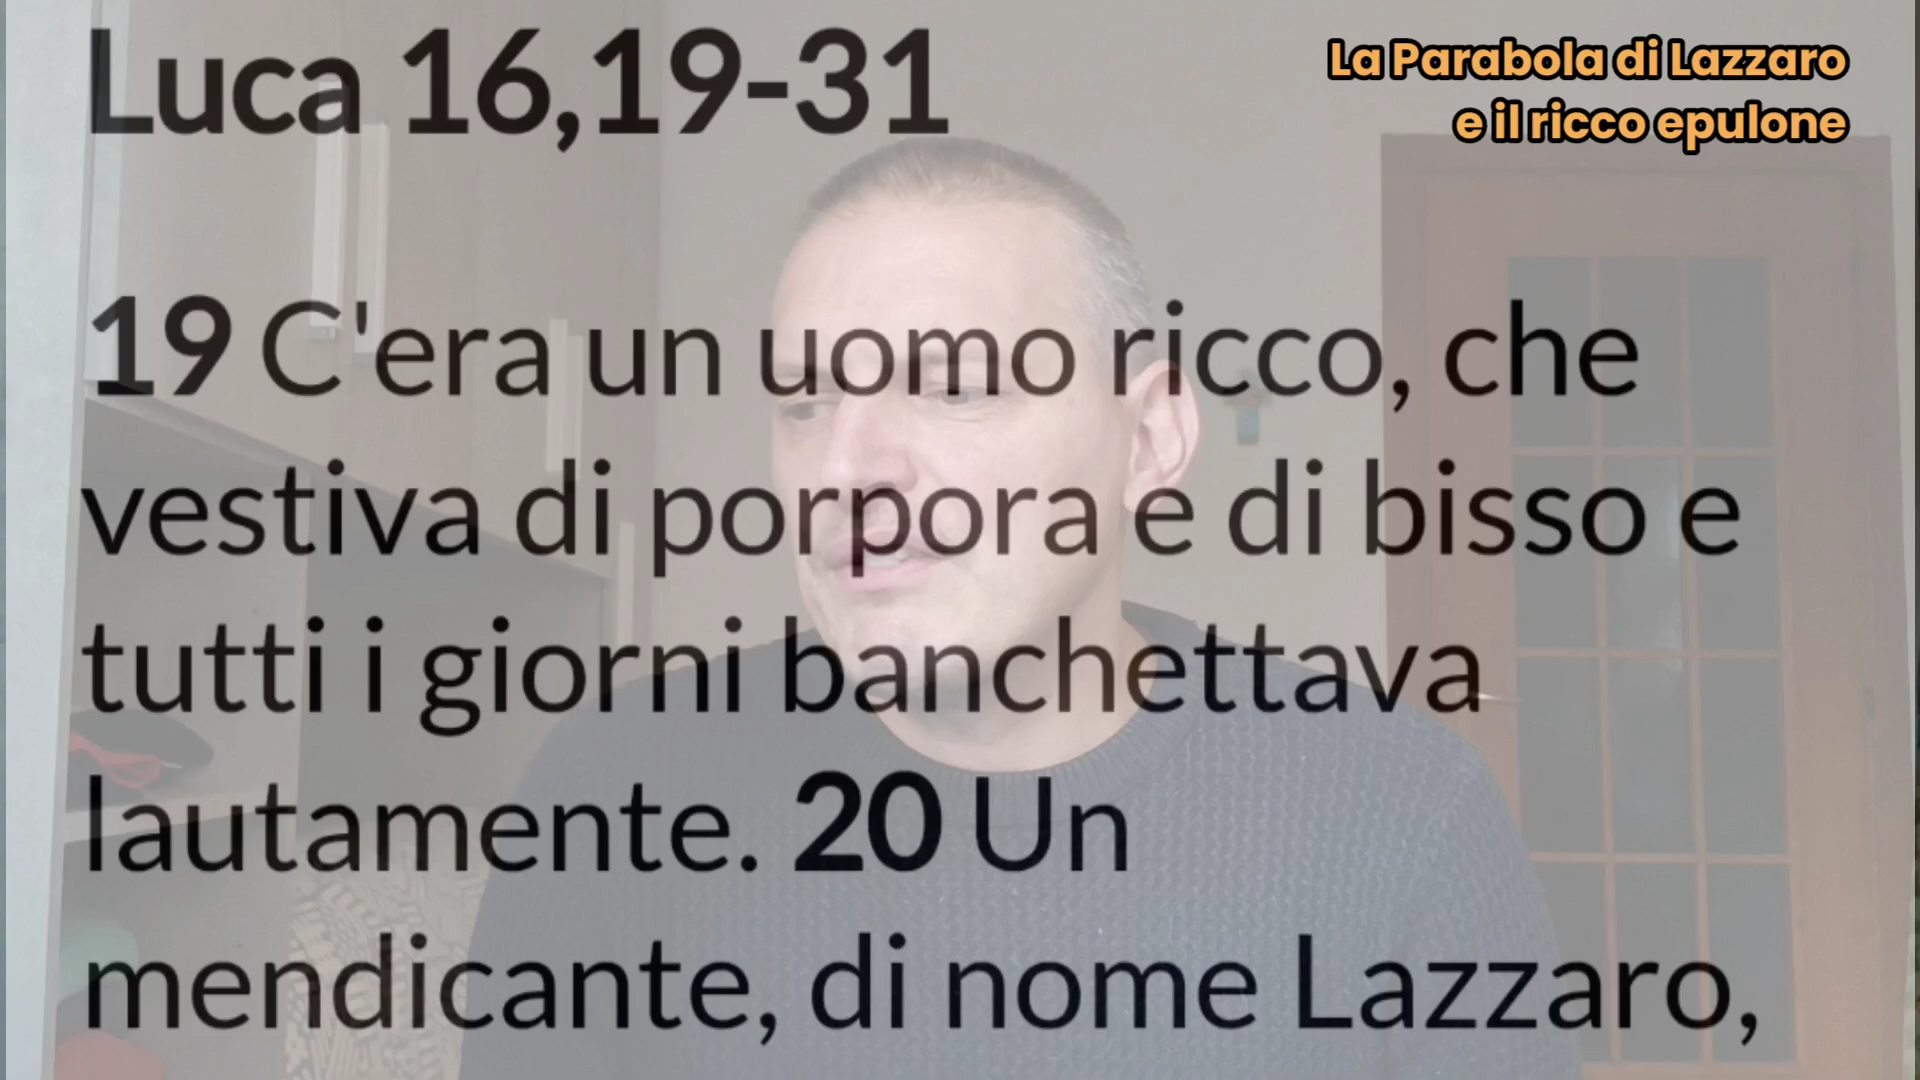 Luca 16,19-31
La Parabola di Lazzaro
e il ricco epulone
19 C'era un uomo ricco, che
vestiva di porpora e di bisso e
tutti i giorni banchettava
lautamente. 20 Un
mendicante, di nome Lazzaro,